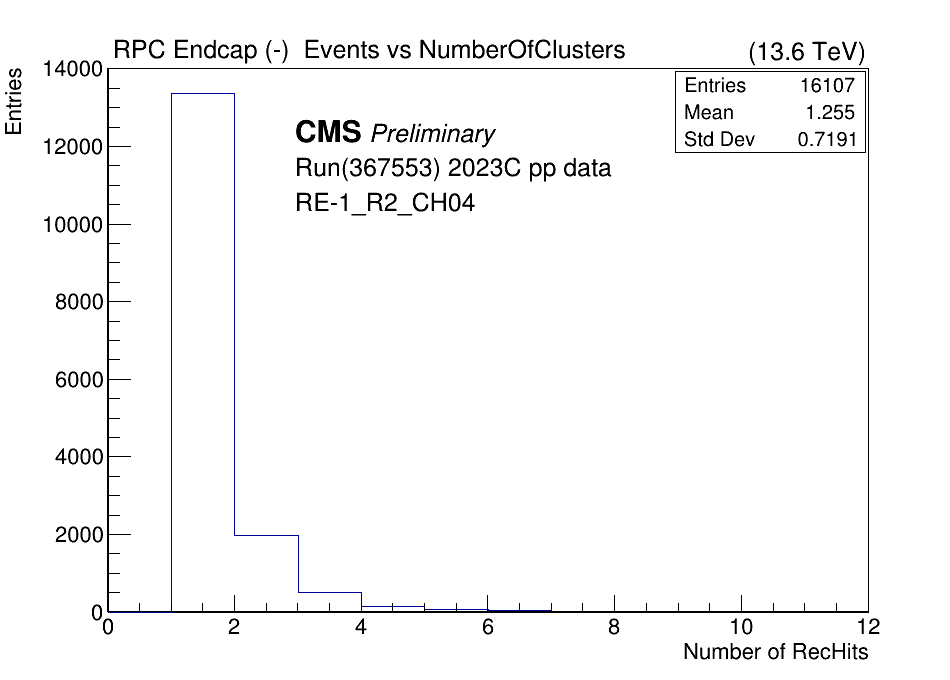 RPC Endcap (-)  Events vs NumberOfClusters
(13.6 TeV)
Entries
14000
12000
10000
8000
6000
4000
2000
0
Entries 16107
Mean 1.255
Std Dev 0.7191
CMS Preliminary
Run(367553) 2023C pp data
RE-1_R2_CH04
0 2 4 6 8 10 12
Number of RecHits